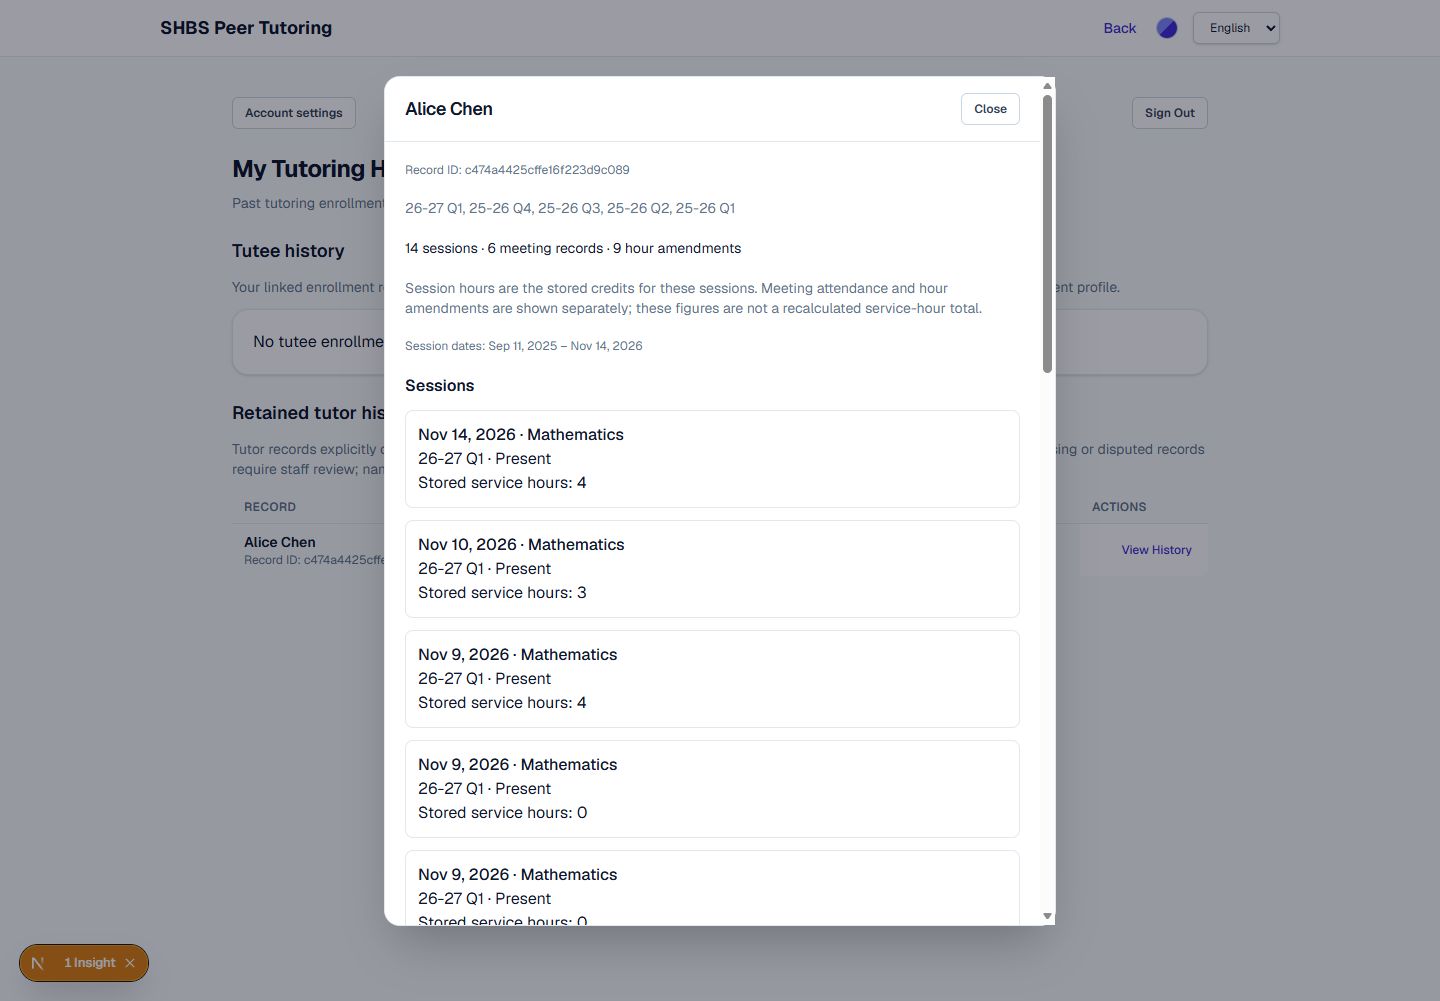 SHBS Peer Tutoring
Back
English
Account settings
Sign Out
My Tutoring H
Past tutoring enrollment
Tutee history
Your linked enrollment r
ent profile.
No tutee enrollme
Retained tutor his
Tutor records explicitly
sing or disputed records
require staff review; nam
RECORD
ACTIONS
Alice Chen
Record ID: c474a4425cffe
View History
Alice Chen
Close
Record ID: c474a4425cffe16f223d9c089
26-27 Q1, 25-26 Q4, 25-26 Q3, 25-26 Q2, 25-26 Q1
14 sessions · 6 meeting records · 9 hour amendments
Session hours are the stored credits for these sessions. Meeting attendance and hour
amendments are shown separately; these figures are not a recalculated service-hour total.
Session dates: Sep 11, 2025 – Nov 14, 2026
Sessions
Nov 14, 2026 · Mathematics
26-27 Q1 · Present
Stored service hours: 4
Nov 10, 2026 · Mathematics
26-27 Q1 · Present
Stored service hours: 3
Nov 9, 2026 · Mathematics
26-27 Q1 · Present
Stored service hours: 4
Nov 9, 2026 · Mathematics
26-27 Q1 · Present
Stored service hours: 0
Nov 9, 2026 · Mathematics
26-27 Q1 · Present
Stored service hours: 0
N
1 Insight